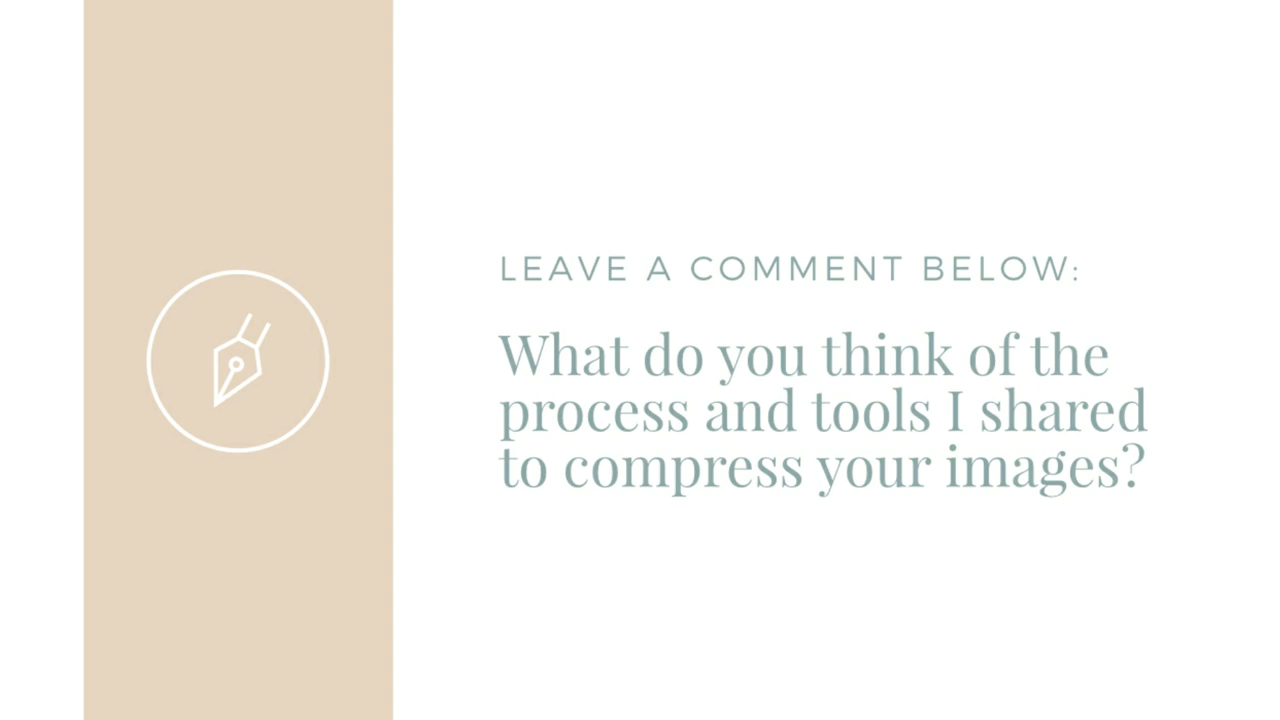 LEAVE A COMMENT BELOW:
What do you think of the
process and tools I shared
to compress your images?